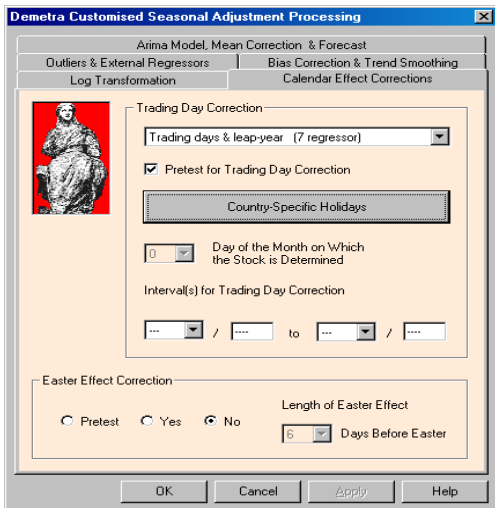 Demetra Customised Seasonal Adjustment Processing
Arima Model, Mean Correction & Forecast
Outliers & External Regressors
Bias Correction & Trend Smoothing
Log Transformation
Calendar Effect Corrections
Trading Day Correction
Trading days & leap-year (7 regressor)
Pretest for Trading Day Correction
Country-Specific Holidays
0
Day of the Month on Which
the Stock is Determined
Interval(s) for Trading Day Correction
--- / ---- to --- / ----
Easter Effect Correction
Pretest Yes No
Length of Easter Effect
6 Days Before Easter
OK Cancel Apply Help